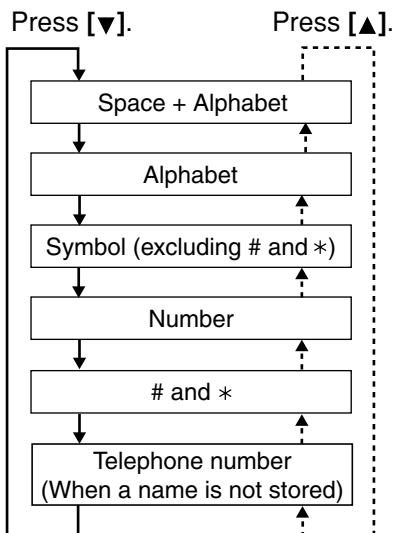 Press [▼]. Press [▲].
Space + Alphabet
Alphabet
Symbol (excluding # and ＊)
Number
# and ＊
Telephone number
(When a name is not stored)